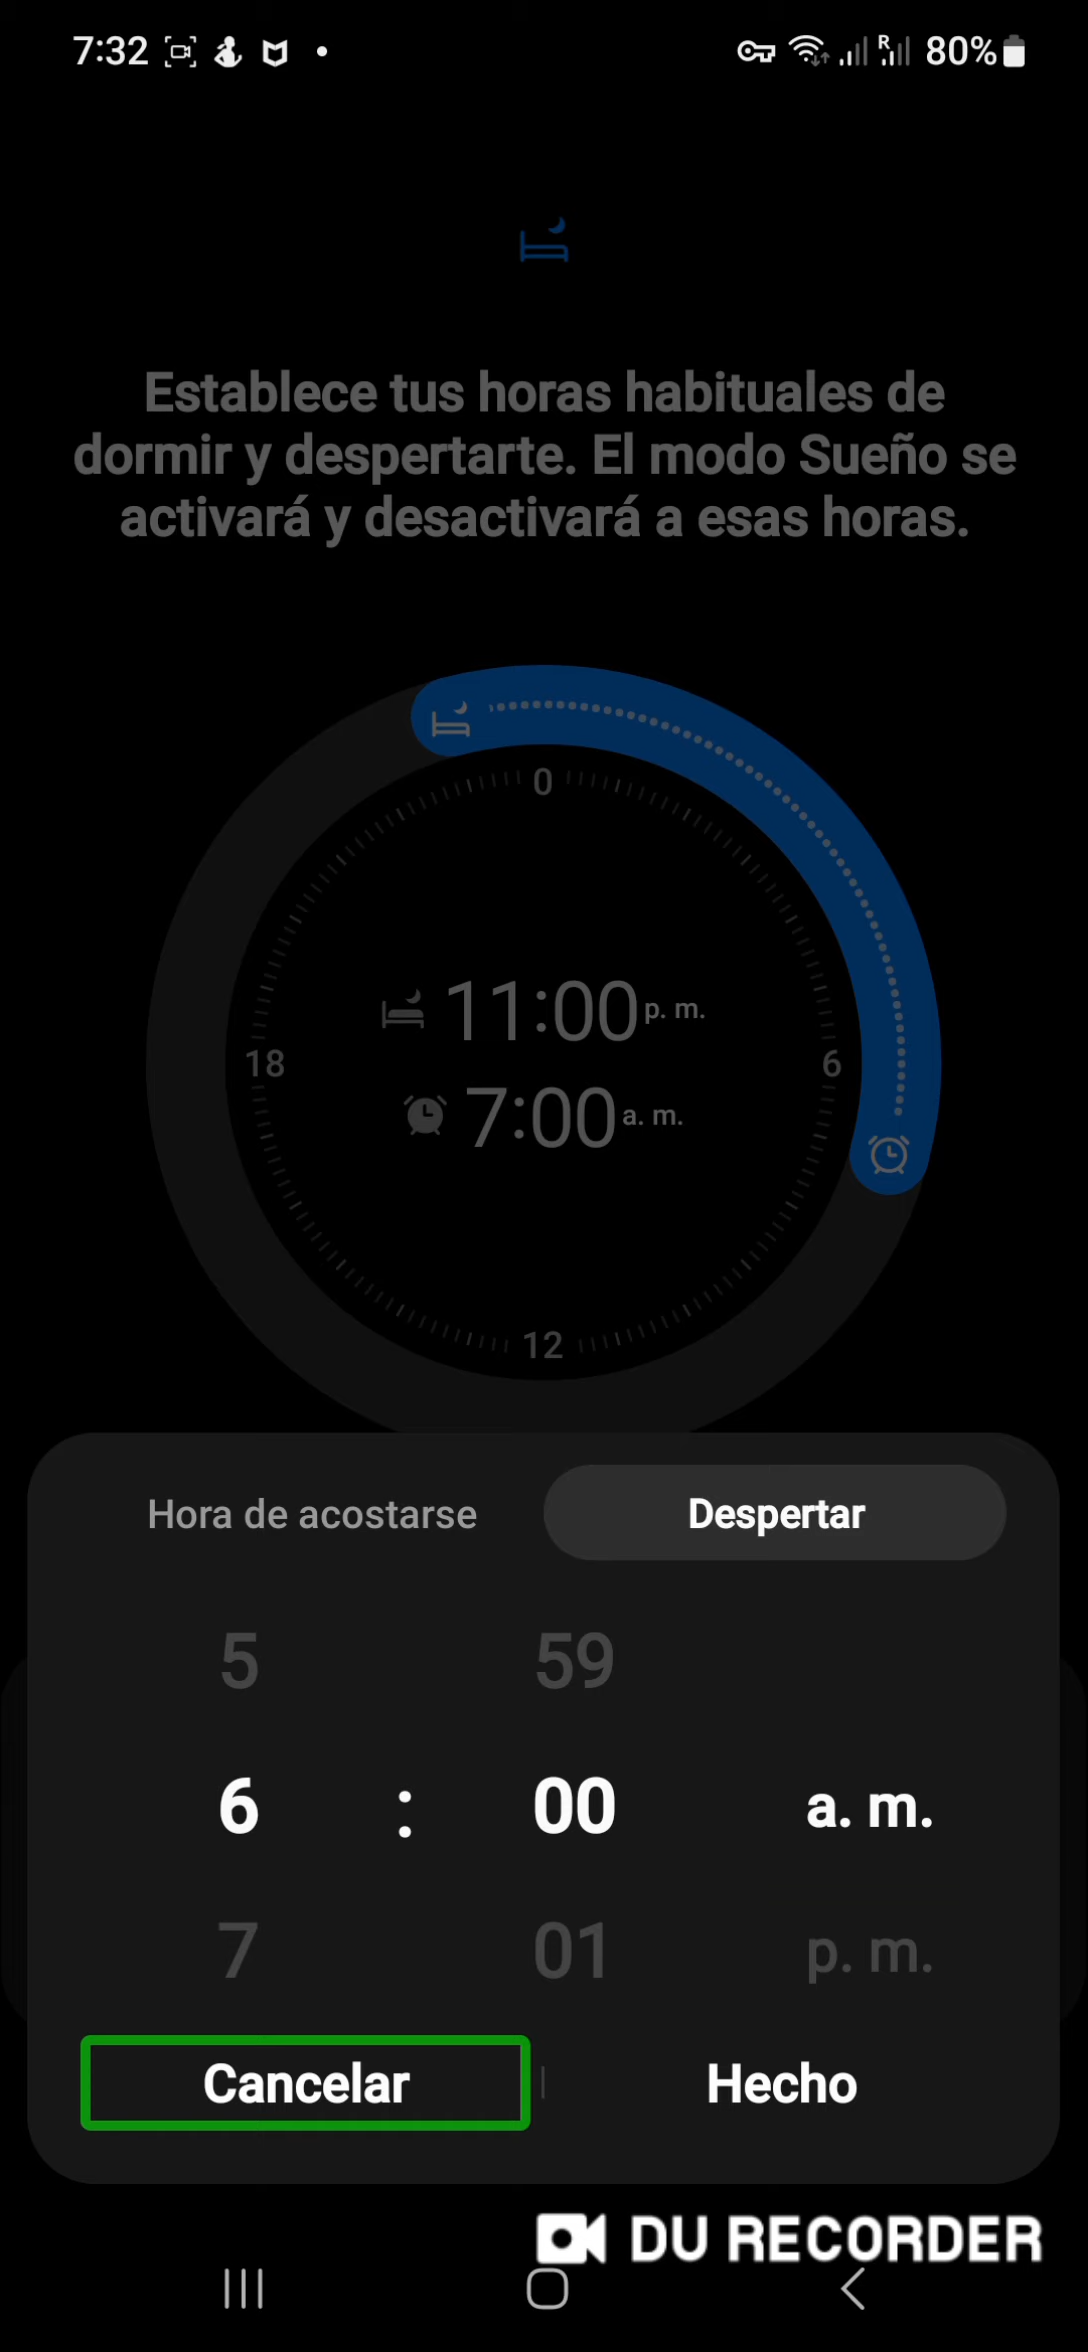 7:32
R
80%
Establece tus horas habituales de
dormir y despertarte. El modo Sueño se
activará y desactivará a esas horas.
0
11:00 p. m.
18
6
7:00 a. m.
12
Hora de acostarse
Despertar
5 59
6 : 00 a. m.
7 01 p. m.
Cancelar
Hecho
DU RECORDER